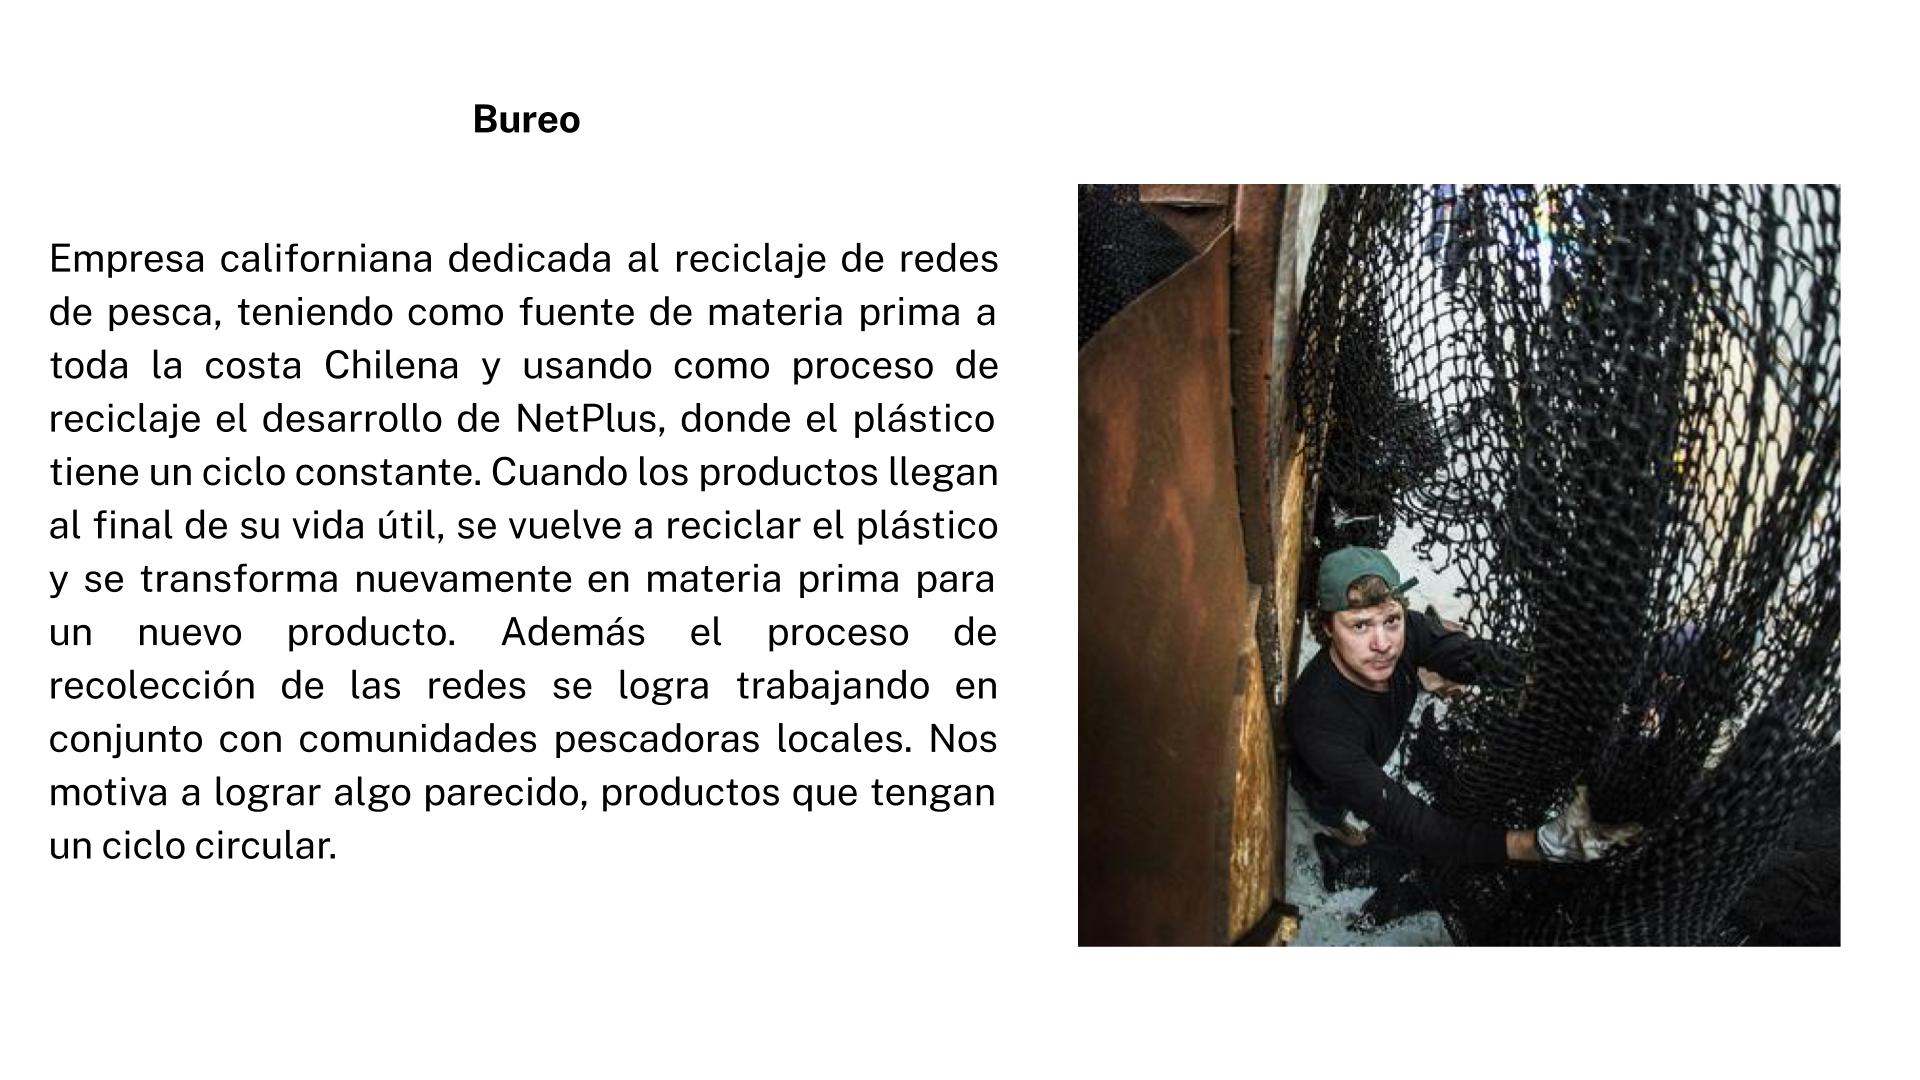 Bureo
Empresa californiana dedicada al reciclaje de redes
de pesca, teniendo como fuente de materia prima a
toda la costa Chilena y usando como proceso de
reciclaje el desarrollo de NetPlus, donde el plástico
tiene un ciclo constante. Cuando los productos llegan
al final de su vida útil, se vuelve a reciclar el plástico
y se transforma nuevamente en materia prima para
un nuevo producto. Además el proceso de
recolección de las redes se logra trabajando en
conjunto con comunidades pescadoras locales. Nos
motiva a lograr algo parecido, productos que tengan
un ciclo circular.